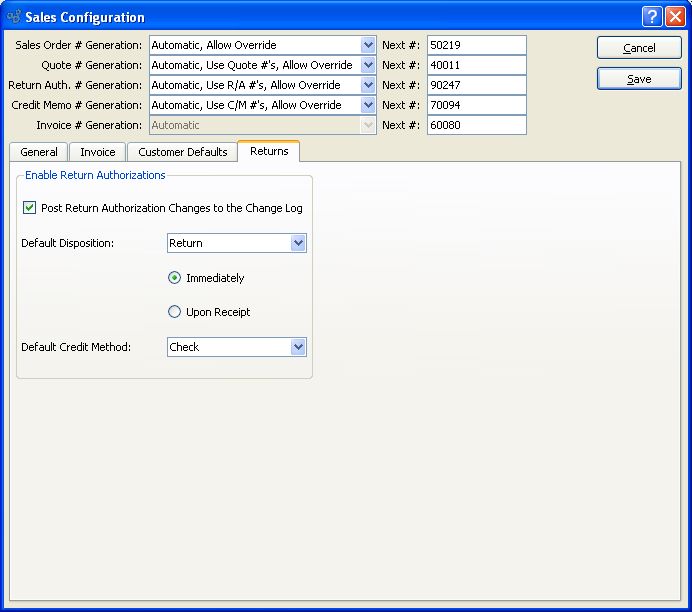 Sales Configuration
Sales Order # Generation: Automatic, Allow Override Next #: 50219
Cancel
Quote # Generation: Automatic, Use Quote #'s, Allow Override Next #: 40011
Return Auth. # Generation: Automatic, Use R/A #'s, Allow Override Next #: 90247
Save
Credit Memo # Generation: Automatic, Use C/M #'s, Allow Override Next #: 70094
Invoice # Generation: Automatic Next #: 60080
General Invoice Customer Defaults Returns
Enable Return Authorizations
Post Return Authorization Changes to the Change Log
Default Disposition: Return
Immediately
Upon Receipt
Default Credit Method: Check